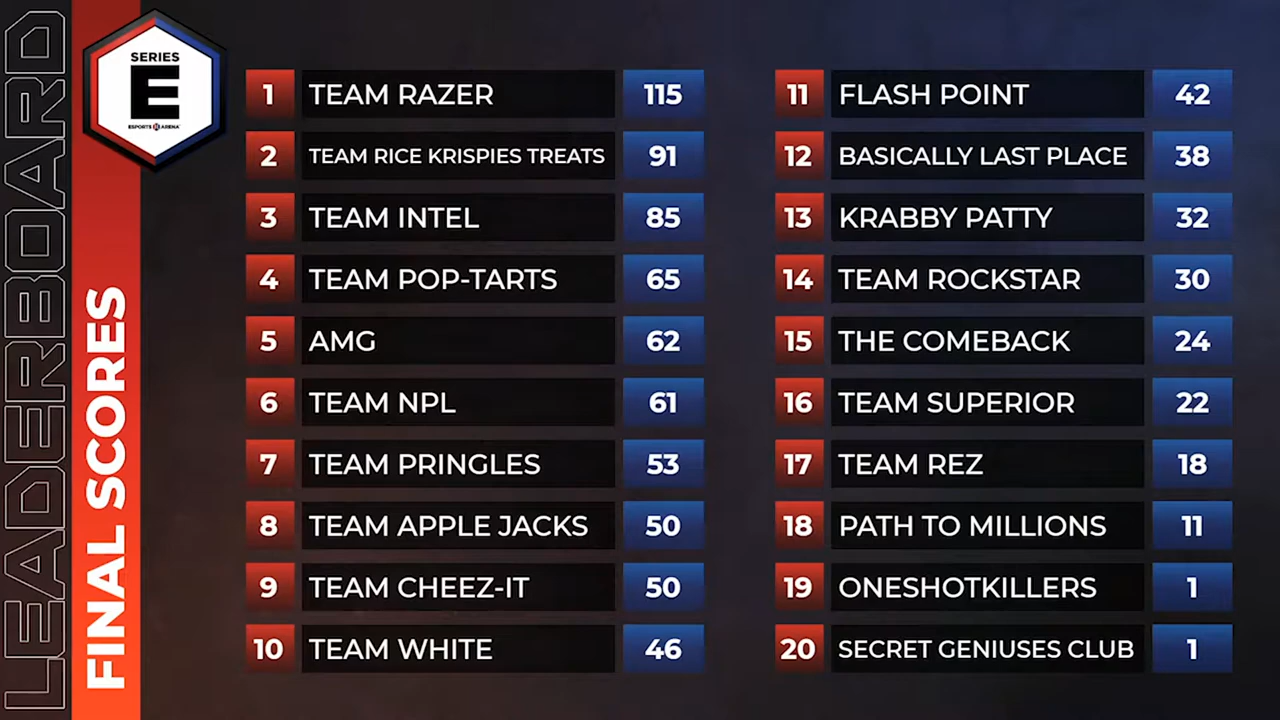 LEADERBOARD
FINAL SCORES
SERIES
E
ESPORTS ARENA
1 TEAM RAZER 115
2 TEAM RICE KRISPIES TREATS 91
3 TEAM INTEL 85
4 TEAM POP-TARTS 65
5 AMG 62
6 TEAM NPL 61
7 TEAM PRINGLES 53
8 TEAM APPLE JACKS 50
9 TEAM CHEEZ-IT 50
10 TEAM WHITE 46
11 FLASH POINT 42
12 BASICALLY LAST PLACE 38
13 KRABBY PATTY 32
14 TEAM ROCKSTAR 30
15 THE COMEBACK 24
16 TEAM SUPERIOR 22
17 TEAM REZ 18
18 PATH TO MILLIONS 11
19 ONESHOTKILLERS 1
20 SECRET GENIUSES CLUB 1